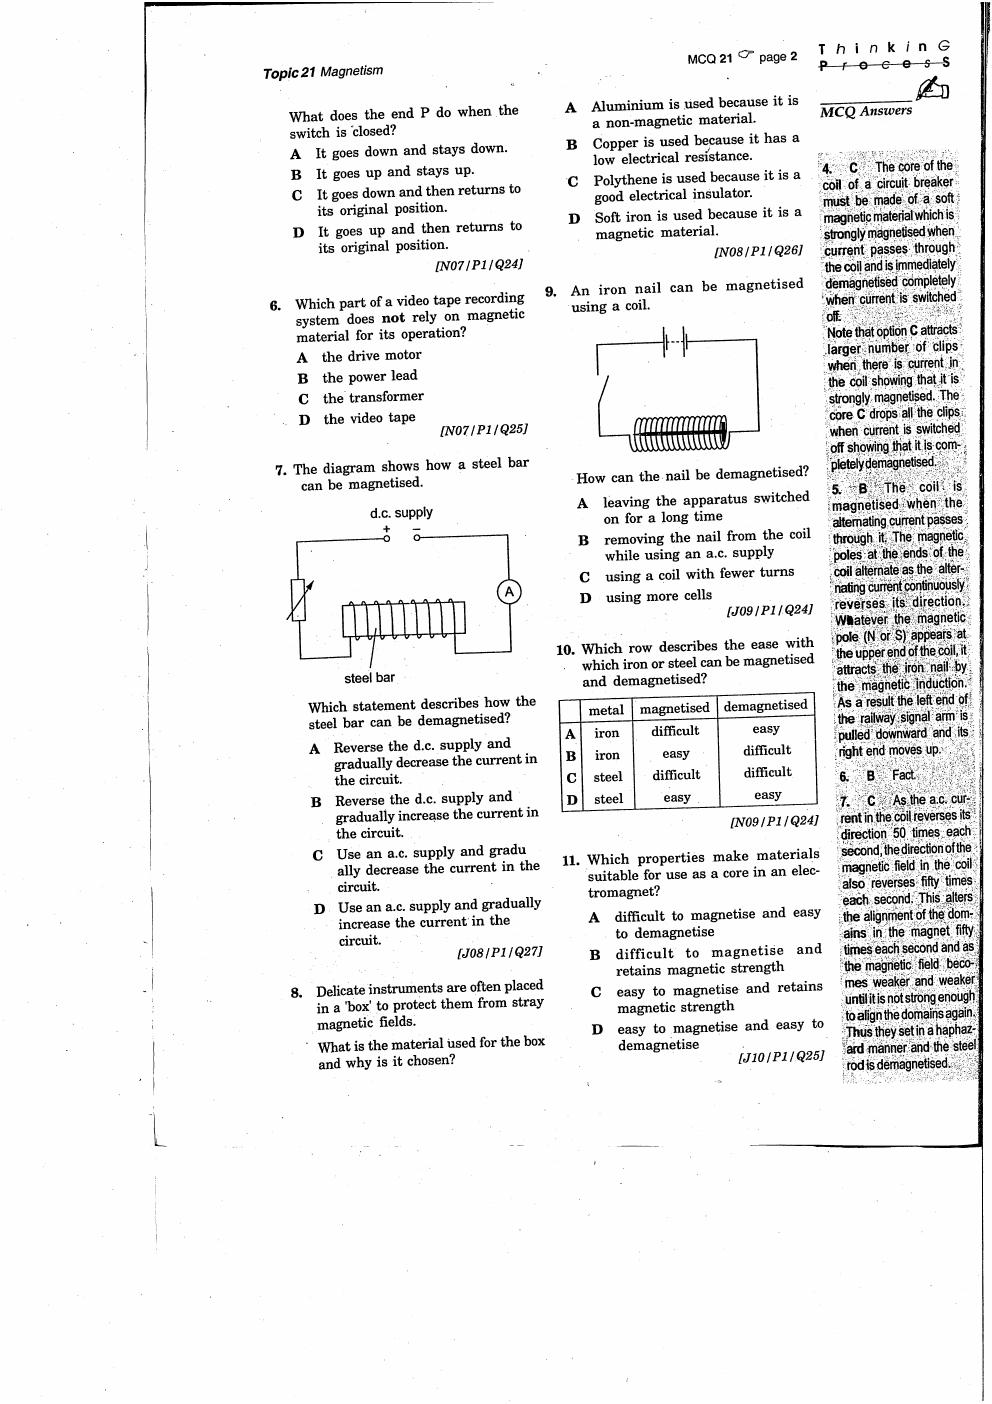 Topic 21 Magnetism
MCQ 21 ☞ page 2
ThinkinG
ProcesS
MCQ Answers
What does the end P do when the
switch is closed?
A It goes down and stays down.
B It goes up and stays up.
C It goes down and then returns to
its original position.
D It goes up and then returns to
its original position.
[N07/P1/Q24]
6. Which part of a video tape recording
system does not rely on magnetic
material for its operation?
A the drive motor
B the power lead
C the transformer
D the video tape
[N07/P1/Q25]
7. The diagram shows how a steel bar
can be magnetised.
d.c. supply
+ −
A
steel bar
Which statement describes how the
steel bar can be demagnetised?
A Reverse the d.c. supply and
gradually decrease the current in
the circuit.
B Reverse the d.c. supply and
gradually increase the current in
the circuit.
C Use an a.c. supply and gradu
ally decrease the current in the
circuit.
D Use an a.c. supply and gradually
increase the current in the
circuit.
[J08/P1/Q27]
8. Delicate instruments are often placed
in a 'box' to protect them from stray
magnetic fields.
What is the material used for the box
and why is it chosen?
A Aluminium is used because it is
a non-magnetic material.
B Copper is used because it has a
low electrical resistance.
C Polythene is used because it is a
good electrical insulator.
D Soft iron is used because it is a
magnetic material.
[N08/P1/Q26]
9. An iron nail can be magnetised
using a coil.
How can the nail be demagnetised?
A leaving the apparatus switched
on for a long time
B removing the nail from the coil
while using an a.c. supply
C using a coil with fewer turns
D using more cells
[J09/P1/Q24]
10. Which row describes the ease with
which iron or steel can be magnetised
and demagnetised?
metal magnetised demagnetised
A iron difficult easy
B iron easy difficult
C steel difficult difficult
D steel easy easy
[N09/P1/Q24]
11. Which properties make materials
suitable for use as a core in an elec-
tromagnet?
A difficult to magnetise and easy
to demagnetise
B difficult to magnetise and
retains magnetic strength
C easy to magnetise and retains
magnetic strength
D easy to magnetise and easy to
demagnetise
[J10/P1/Q25]
4. C The core of the
coil of a circuit breaker
must be made of a soft
magnetic material which is
strongly magnetised when
current passes through
the coil and is immediately
demagnetised completely
when current is switched
off.
Note that option C attracts
larger number of clips
when there is current in
the coil showing that it is
strongly magnetised. The
core C drops all the clips
when current is switched
off showing that it is com-
pletely demagnetised.
5. B The coil is
magnetised when the
alternating current passes
through it. The magnetic
poles at the ends of the
coil alternate as the alter-
nating current continuously
reverses its direction.
Whatever the magnetic
pole (N or S) appears at
the upper end of the coil, it
attracts the iron nail by
the magnetic induction.
As a result the left end of
the railway signal arm is
pulled downward and its
right end moves up.
6. B Fact.
7. C As the a.c. cur-
rent in the coil reverses its
direction 50 times each
second, the direction of the
magnetic field in the coil
also reverses fifty times
each second. This alters
the alignment of the dom-
ains in the magnet fifty
times each second and as
the magnetic field beco-
mes weaker and weaker
until it is not strong enough
to align the domains again.
Thus they set in a haphaz-
ard manner and the steel
rod is demagnetised.